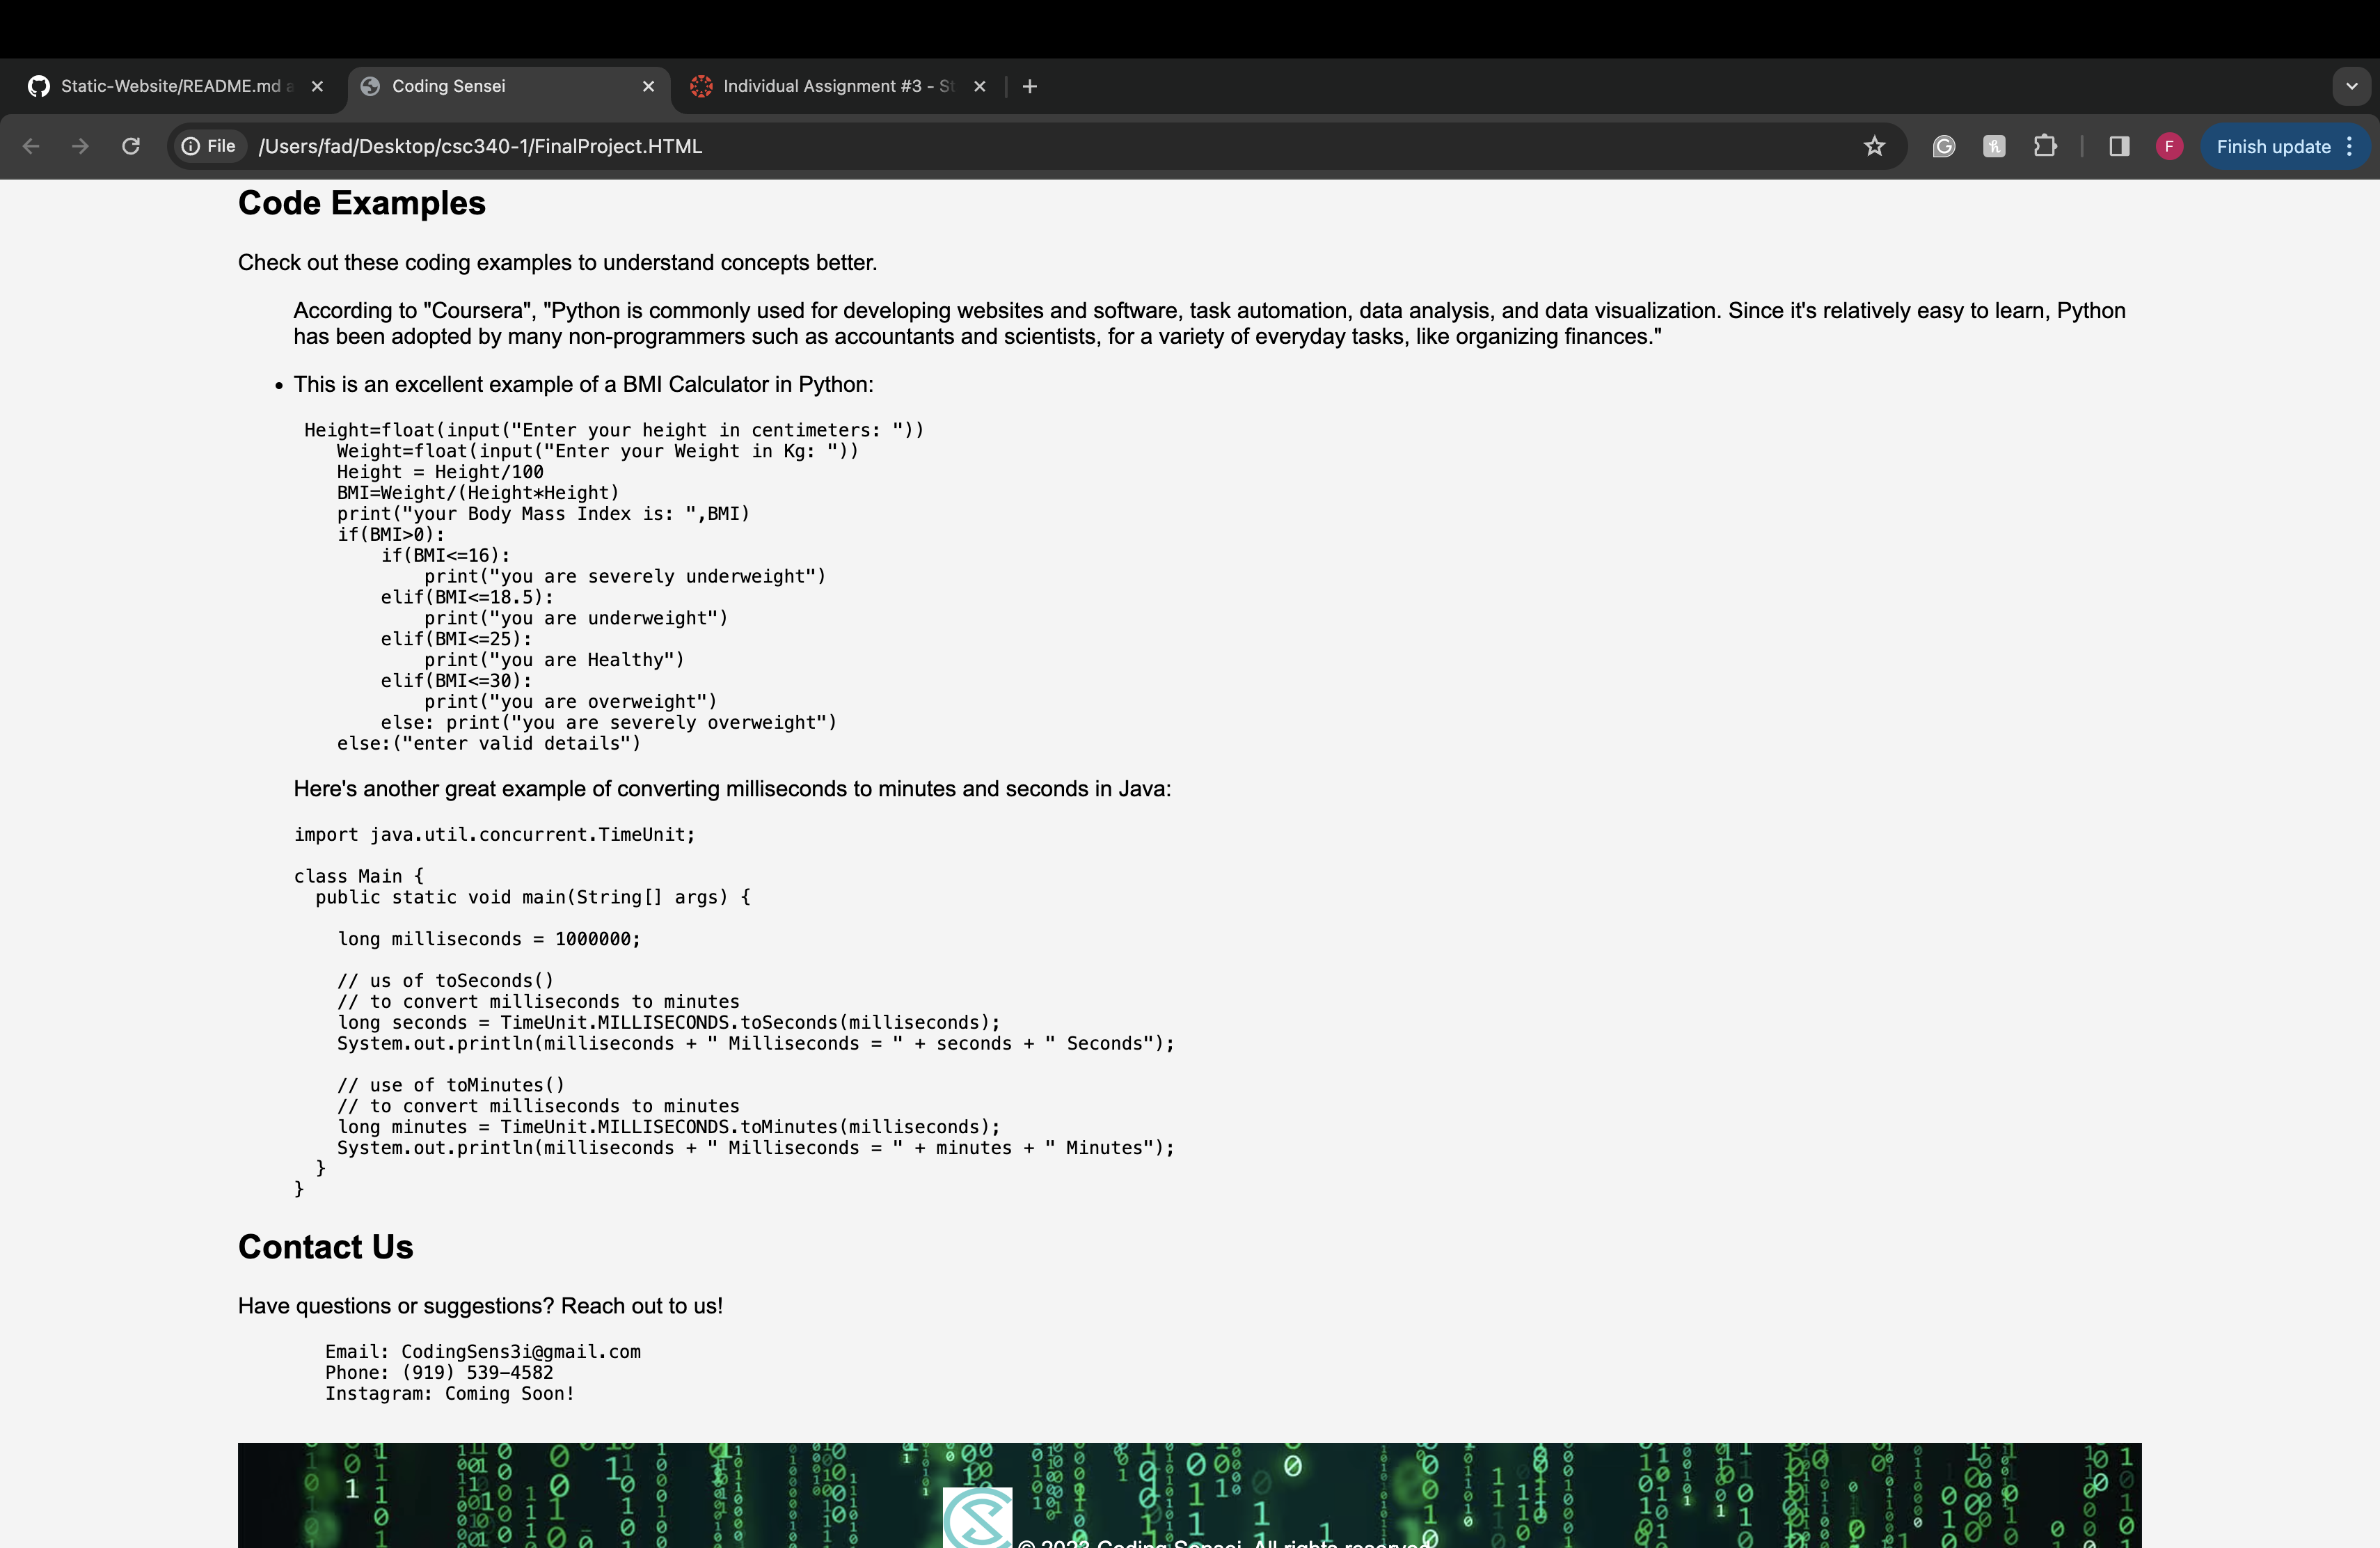 Static-Website/README.md a
Coding Sensei
Individual Assignment #3 - St
File
/Users/fad/Desktop/csc340-1/FinalProject.HTML
F
Finish update
Code Examples
Check out these coding examples to understand concepts better.
According to "Coursera", "Python is commonly used for developing websites and software, task automation, data analysis, and data visualization. Since it's relatively easy to learn, Python
has been adopted by many non-programmers such as accountants and scientists, for a variety of everyday tasks, like organizing finances."
• This is an excellent example of a BMI Calculator in Python:
 Height=float(input("Enter your height in centimeters: "))
    Weight=float(input("Enter your Weight in Kg: "))
    Height = Height/100
    BMI=Weight/(Height*Height)
    print("your Body Mass Index is: ",BMI)
    if(BMI>0):
        if(BMI<=16):
            print("you are severely underweight")
        elif(BMI<=18.5):
            print("you are underweight")
        elif(BMI<=25):
            print("you are Healthy")
        elif(BMI<=30):
            print("you are overweight")
        else: print("you are severely overweight")
    else:("enter valid details")
Here's another great example of converting milliseconds to minutes and seconds in Java:
import java.util.concurrent.TimeUnit;
class Main {
  public static void main(String[] args) {
    long milliseconds = 1000000;
    // us of toSeconds()
    // to convert milliseconds to minutes
    long seconds = TimeUnit.MILLISECONDS.toSeconds(milliseconds);
    System.out.println(milliseconds + " Milliseconds = " + seconds + " Seconds");
    // use of toMinutes()
    // to convert milliseconds to minutes
    long minutes = TimeUnit.MILLISECONDS.toMinutes(milliseconds);
    System.out.println(milliseconds + " Milliseconds = " + minutes + " Minutes");
  }
}
Contact Us
Have questions or suggestions? Reach out to us!
Email: CodingSens3i@gmail.com
Phone: (919) 539-4582
Instagram: Coming Soon!
© 2023 Coding Sensei. All rights reserved